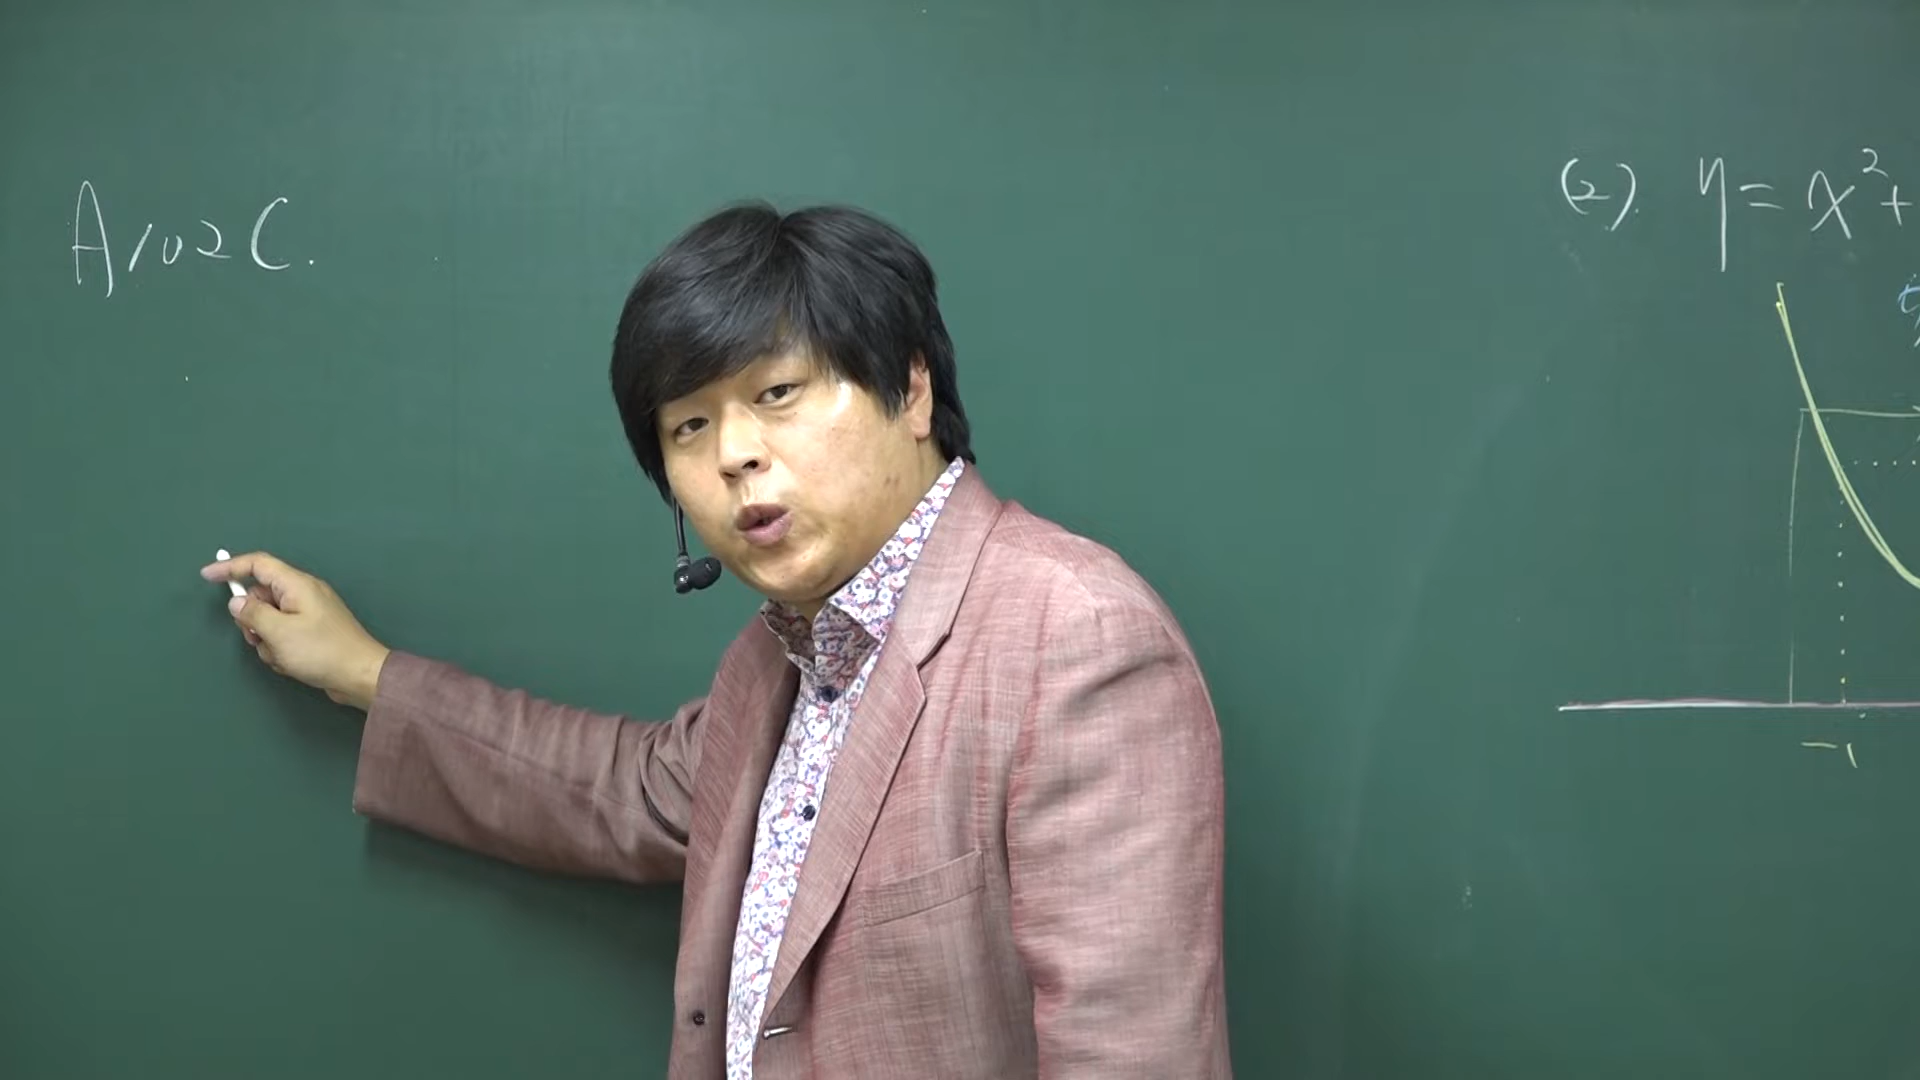 A102C.
(2). y = x²+
-1